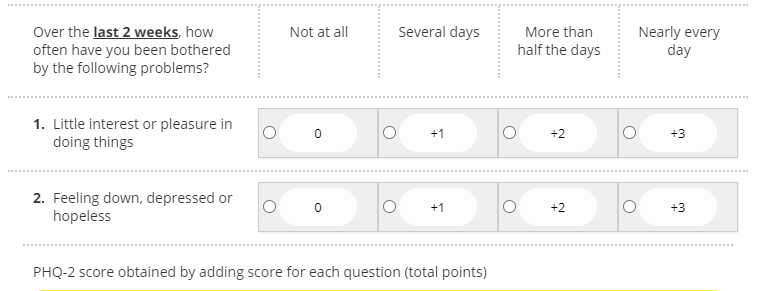 Over the last 2 weeks, how often have you been bothered by the following problems?
Not at all
Several days
More than half the days
Nearly every day
1. Little interest or pleasure in doing things
0
+1
+2
+3
2. Feeling down, depressed or hopeless
0
+1
+2
+3
PHQ-2 score obtained by adding score for each question (total points)